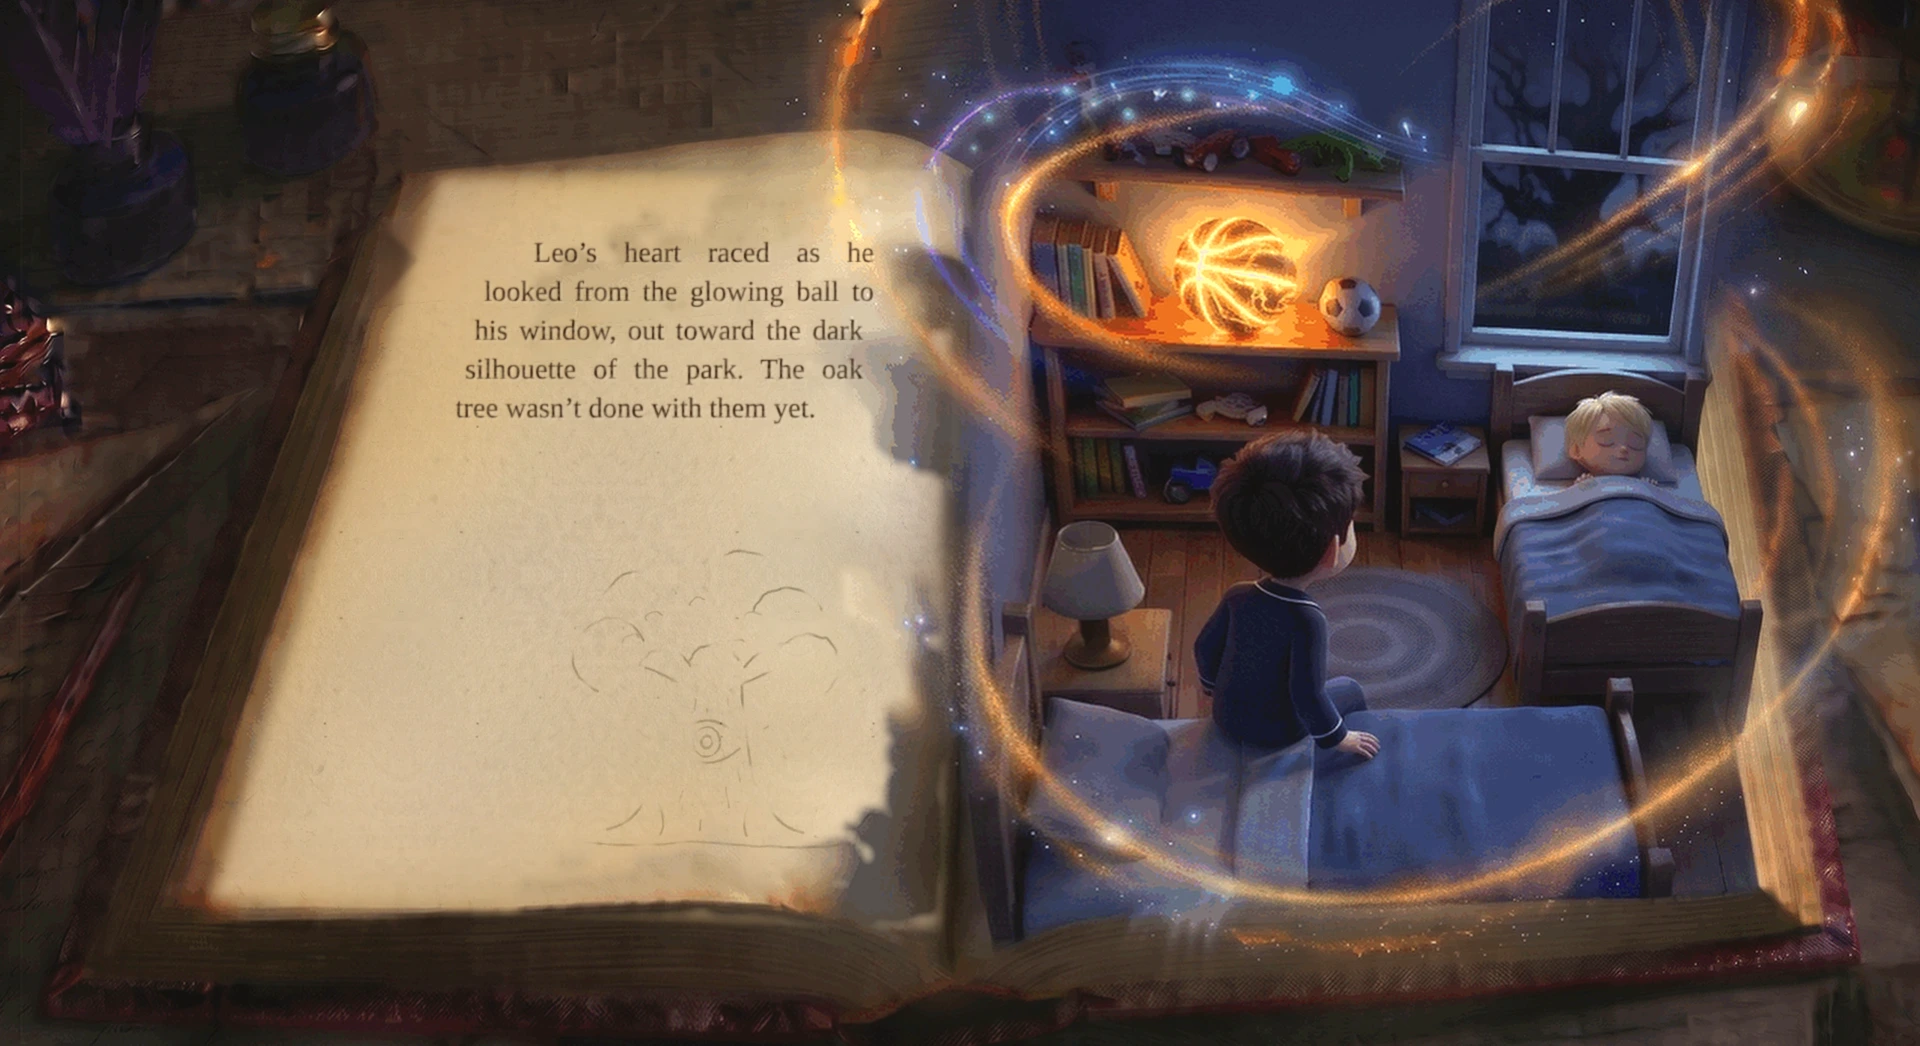 Leo’s heart raced as he
looked from the glowing ball to
his window, out toward the dark
silhouette of the park. The oak
tree wasn’t done with them yet.